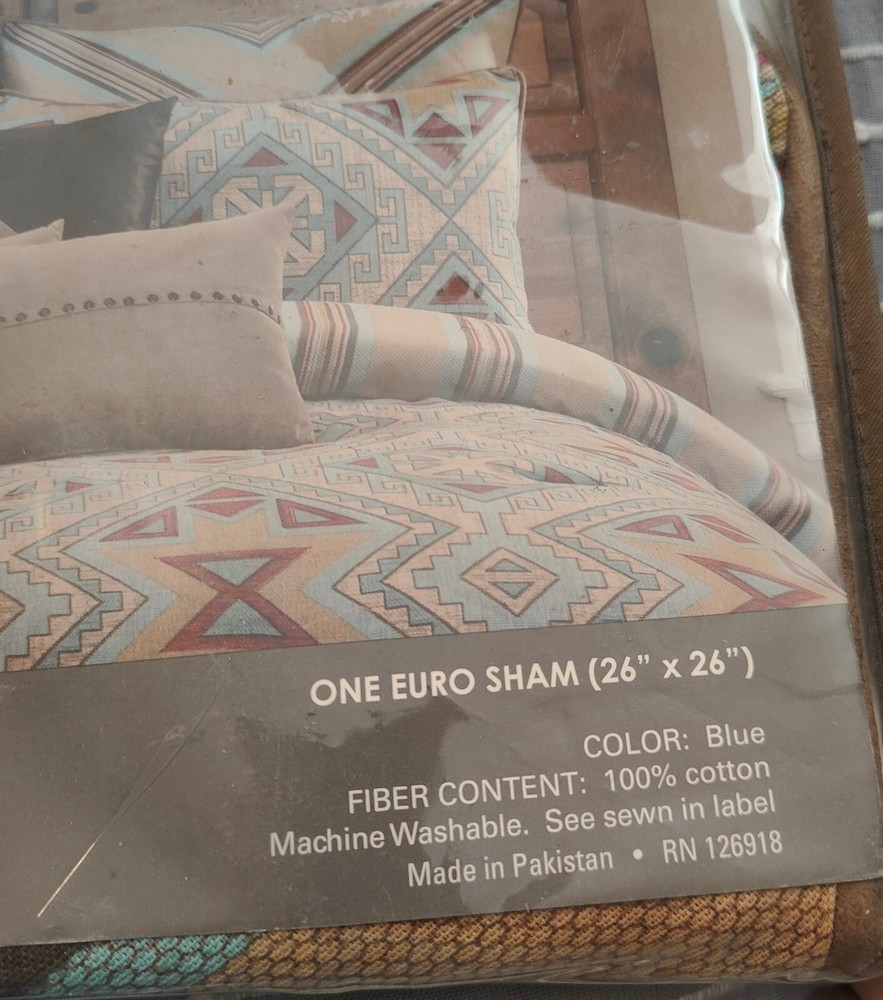 ONE EURO SHAM (26” x 26”)
COLOR: Blue
FIBER CONTENT: 100% cotton
Machine Washable. See sewn in label
Made in Pakistan • RN 126918